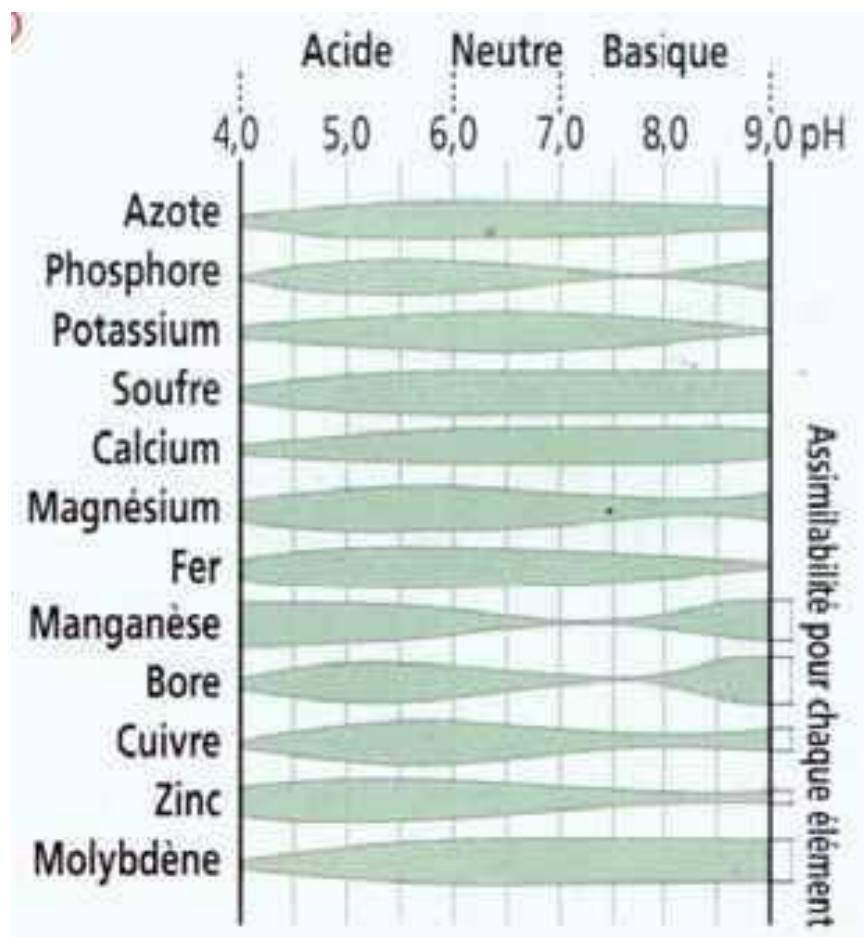 Acide Neutre Basique
4,0 5,0 6,0 7,0 8,0 9,0 pH
Azote
Phosphore
Potassium
Soufre
Calcium
Magnésium
Fer
Manganèse
Bore
Cuivre
Zinc
Molybdène
Assimilabilité pour chaque élément